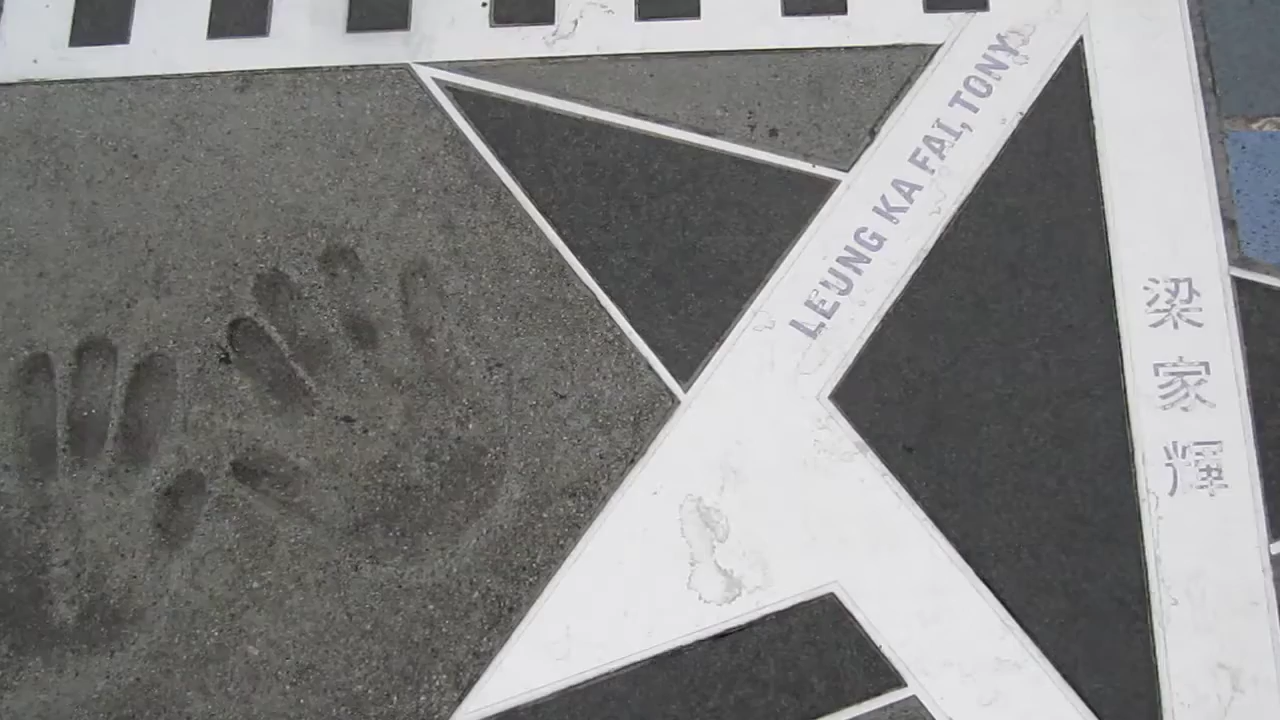 LEUNG KA FAI, TONY
梁家輝